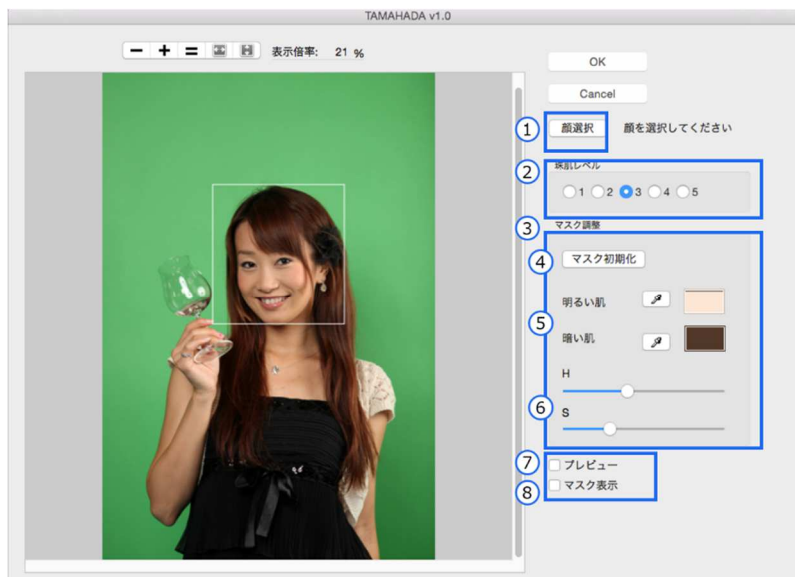 TAMAHADA v1.0
表示倍率: 21 %
OK
Cancel
① 顔選択 顔を選択してください
② 珠肌レベル
1 2 3 4 5
③ マスク調整
④ マスク初期化
明るい肌
⑤
暗い肌
H
⑥ S
⑦ プレビュー
⑧ マスク表示